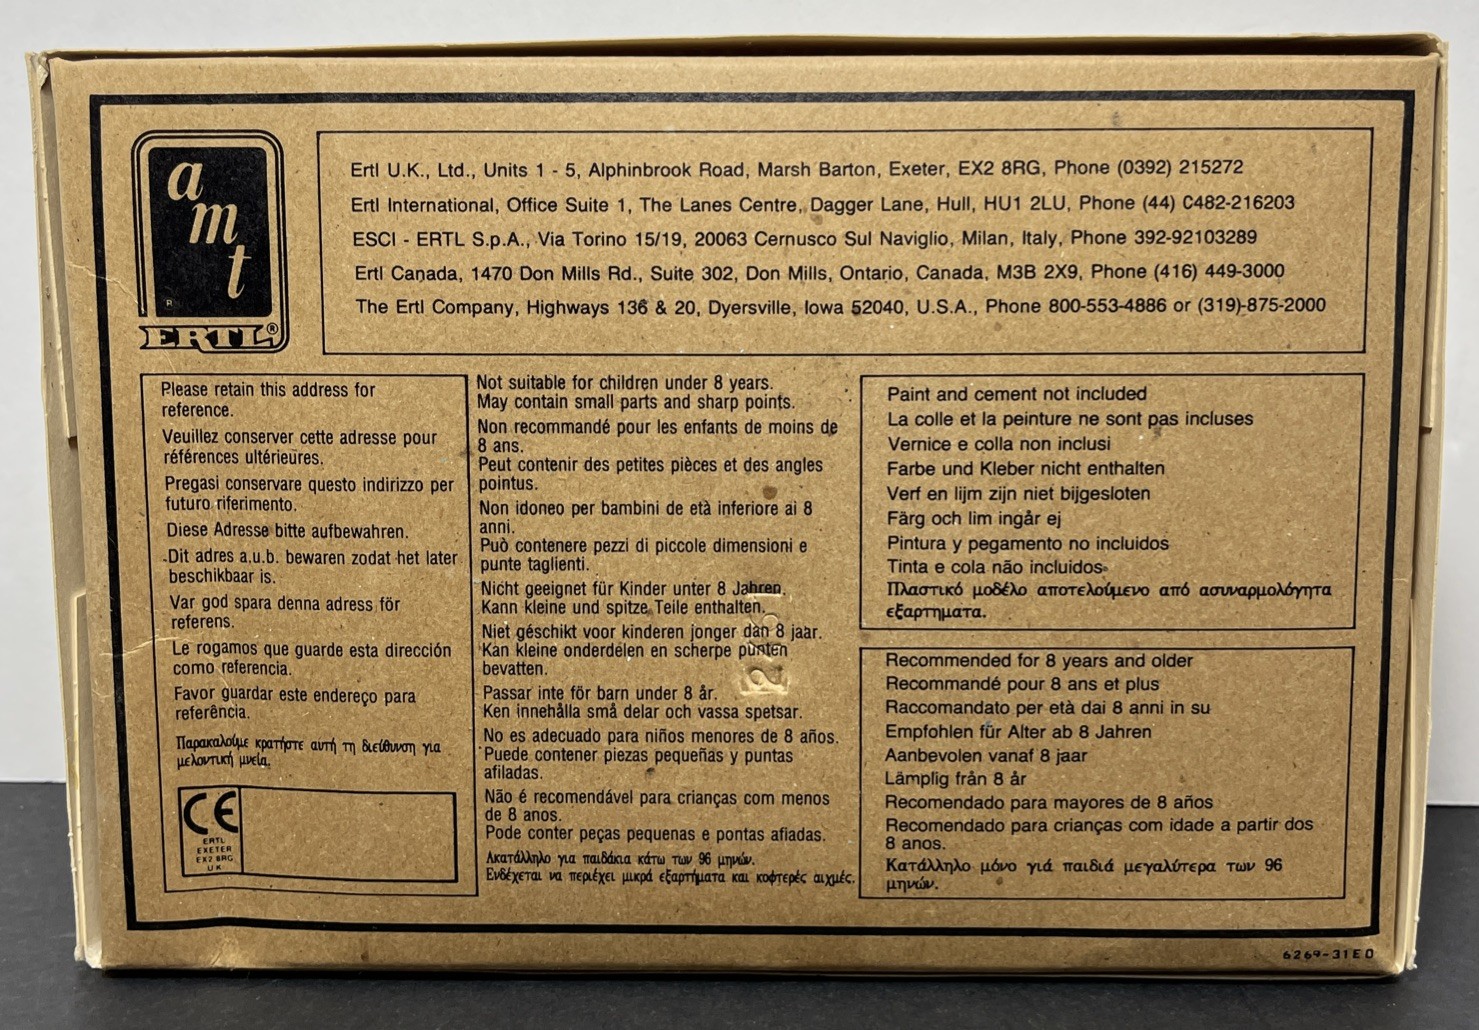 amt
ERTL®
Ertl U.K., Ltd., Units 1 - 5, Alphinbrook Road, Marsh Barton, Exeter, EX2 8RG, Phone (0392) 215272
Ertl International, Office Suite 1, The Lanes Centre, Dagger Lane, Hull, HU1 2LU, Phone (44) 0482-216203
ESCI - ERTL S.p.A., Via Torino 15/19, 20063 Cernusco Sul Naviglio, Milan, Italy, Phone 392-92103289
Ertl Canada, 1470 Don Mills Rd., Suite 302, Don Mills, Ontario, Canada, M3B 2X9, Phone (416) 449-3000
The Ertl Company, Highways 136 & 20, Dyersville, Iowa 52040, U.S.A., Phone 800-553-4886 or (319)-875-2000
Please retain this address for
reference.
Veuillez conserver cette adresse pour
références ultérieures.
Pregasi conservare questo indirizzo per
futuro riferimento.
Diese Adresse bitte aufbewahren.
Dit adres a.u.b. bewaren zodat het later
beschikbaar is.
Var god spara denna adress för
referens.
Le rogamos que guarde esta dirección
como referencia.
Favor guardar este endereço para
referência.
Παρακαλούμε κρατήστε αυτή τη διεύθυνση για
μελοντική μνεία.
CE
ERTL
EXETER
EX2 8RG
UK
Not suitable for children under 8 years.
May contain small parts and sharp points.
Non recommandé pour les enfants de moins de
8 ans.
Peut contenir des petites pièces et des angles
pointus.
Non idoneo per bambini de età inferiore ai 8
anni.
Può contenere pezzi di piccole dimensioni e
punte taglienti.
Nicht geeignet für Kinder unter 8 Jahren.
Kann kleine und spitze Teile enthalten.
Niet géschikt voor kinderen jonger dan 8 jaar.
Kan kleine onderdelen en scherpe punten
bevatten.
Passar inte för barn under 8 år.
Ken innehålla små delar och vassa spetsar.
No es adecuado para niños menores de 8 años.
Puede contener piezas pequeñas y puntas
afiladas.
Não é recomendável para crianças com menos
de 8 anos.
Pode conter peças pequenas e pontas afiadas.
Ακατάλληλο για παιδάκια κάτω των 96 μηνών.
Ενδέχεται να περιέχει μικρά εξαρτήματα και κοφτερές αιχμές.
Paint and cement not included
La colle et la peinture ne sont pas incluses
Vernice e colla non inclusi
Farbe und Kleber nicht enthalten
Verf en lijm zijn niet bijgesloten
Färg och lim ingår ej
Pintura y pegamento no incluidos
Tinta e cola não incluidos
Πλαστικό μοδέλο αποτελούμενο από ασυναρμολόγητα
εξαρτηματα.
Recommended for 8 years and older
Recommandé pour 8 ans et plus
Raccomandato per età dai 8 anni in su
Empfohlen für Alter ab 8 Jahren
Aanbevolen vanaf 8 jaar
Lämplig från 8 år
Recomendado para mayores de 8 años
Recomendado para crianças com idade a partir dos
8 anos.
Κατάλληλο μόνο γιά παιδιά μεγαλύτερα των 96
μηνών.
6269-31EO